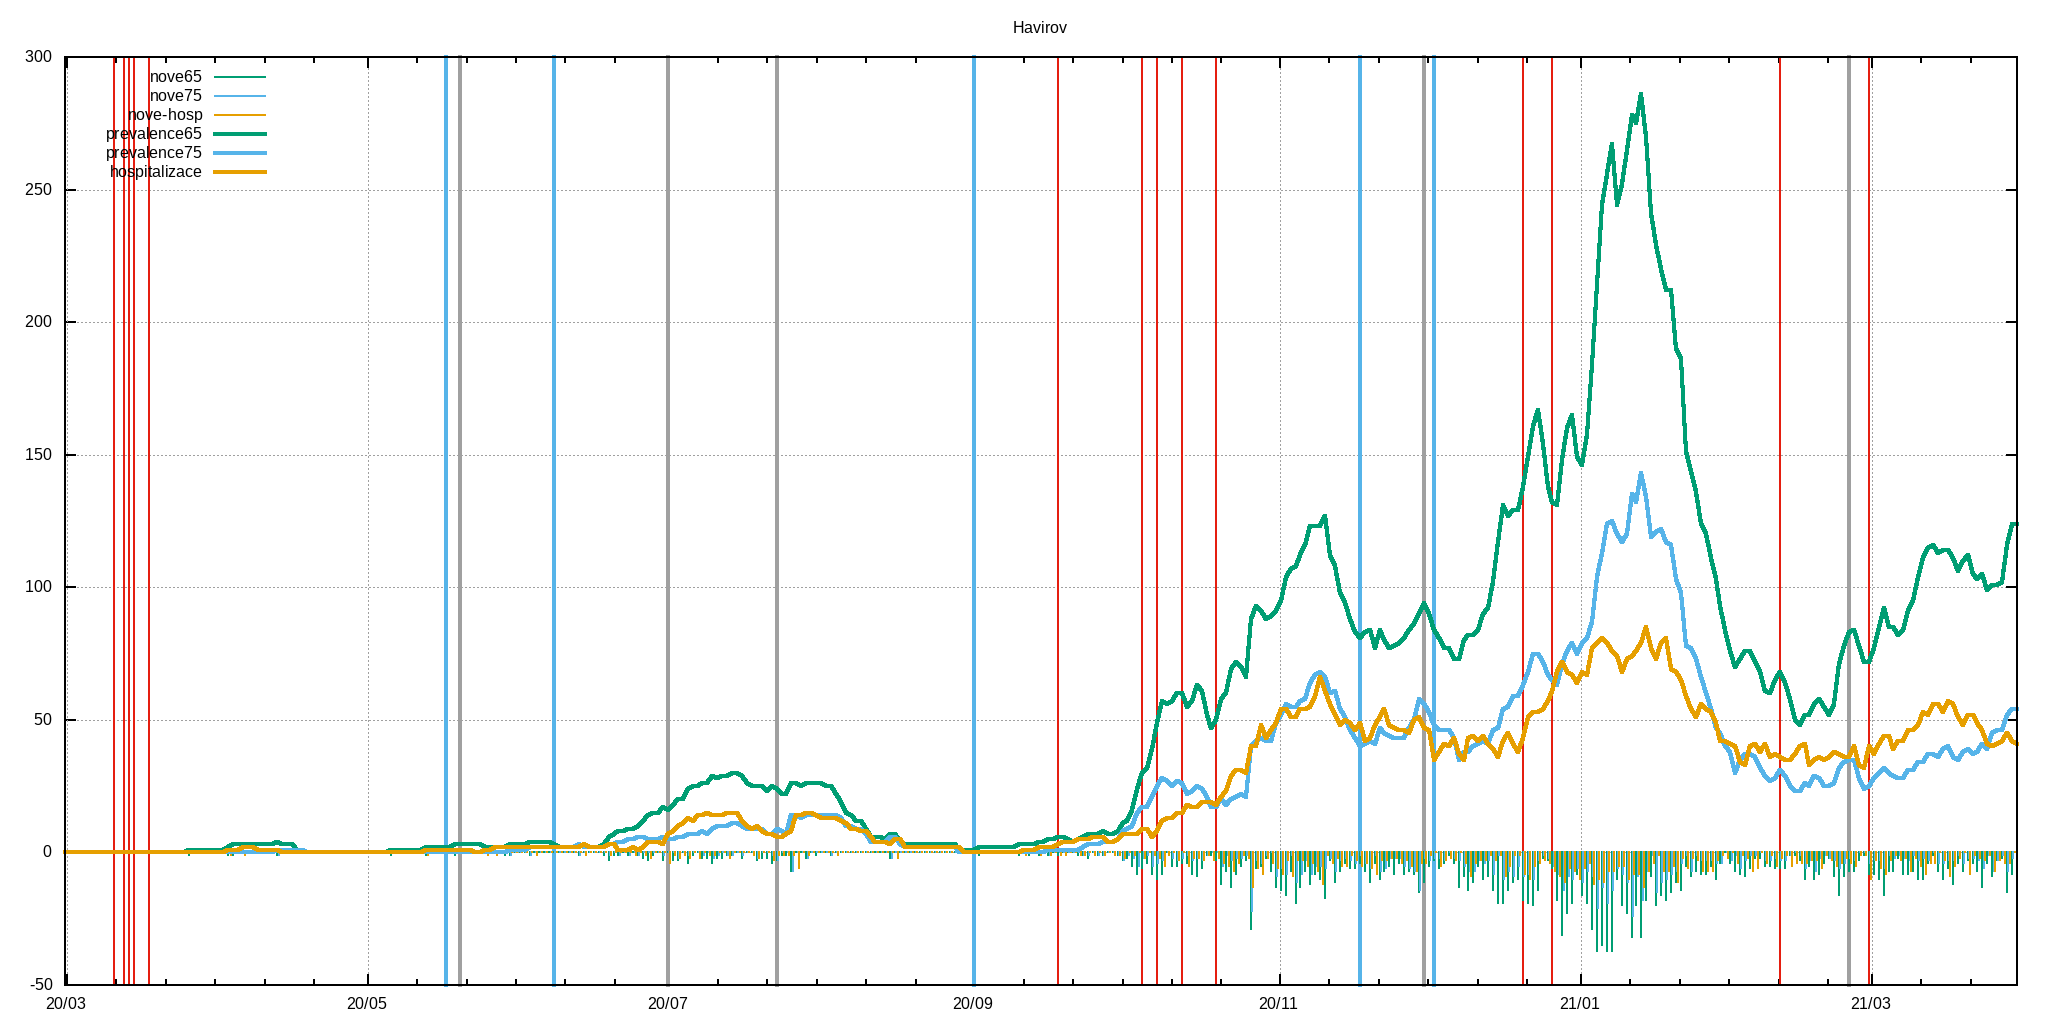 Havirov
300
nove65
nove75
nove-hosp
prevalence65
prevalence75
hospitalizace
250
200
150
100
50
0
-50
20/03 20/05 20/07 20/09 20/11 21/01 21/03